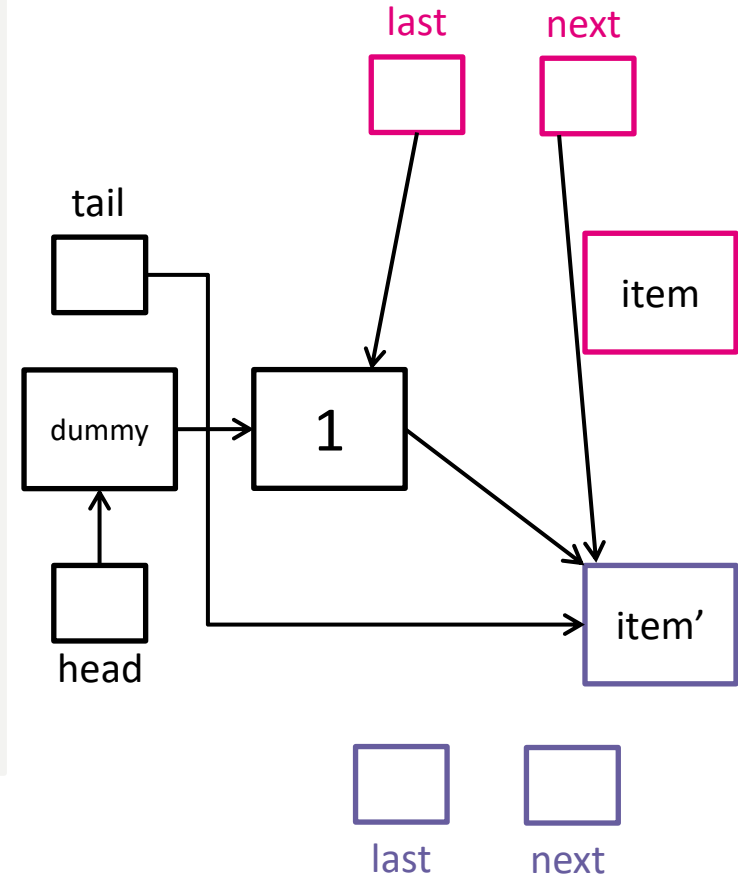 last
next
tail
item
dummy
1
item’
head
last
next